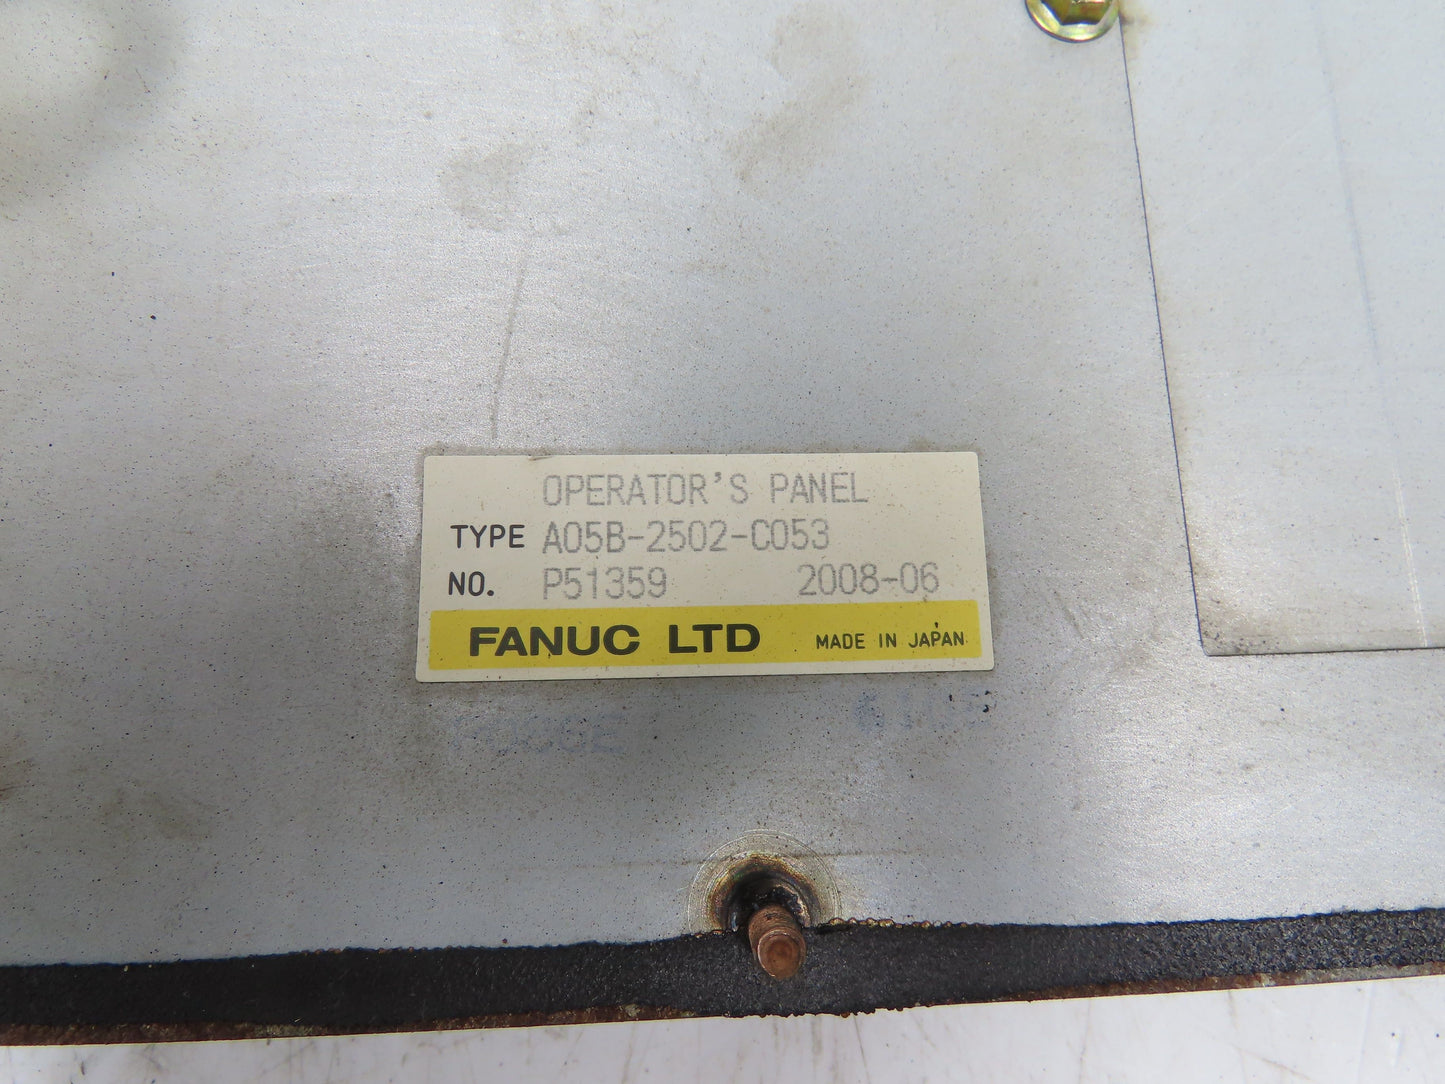 OPERATOR'S PANEL
TYPE A05B-2502-C053
NO. P51359 2008-06
FANUC LTD MADE IN JAPAN